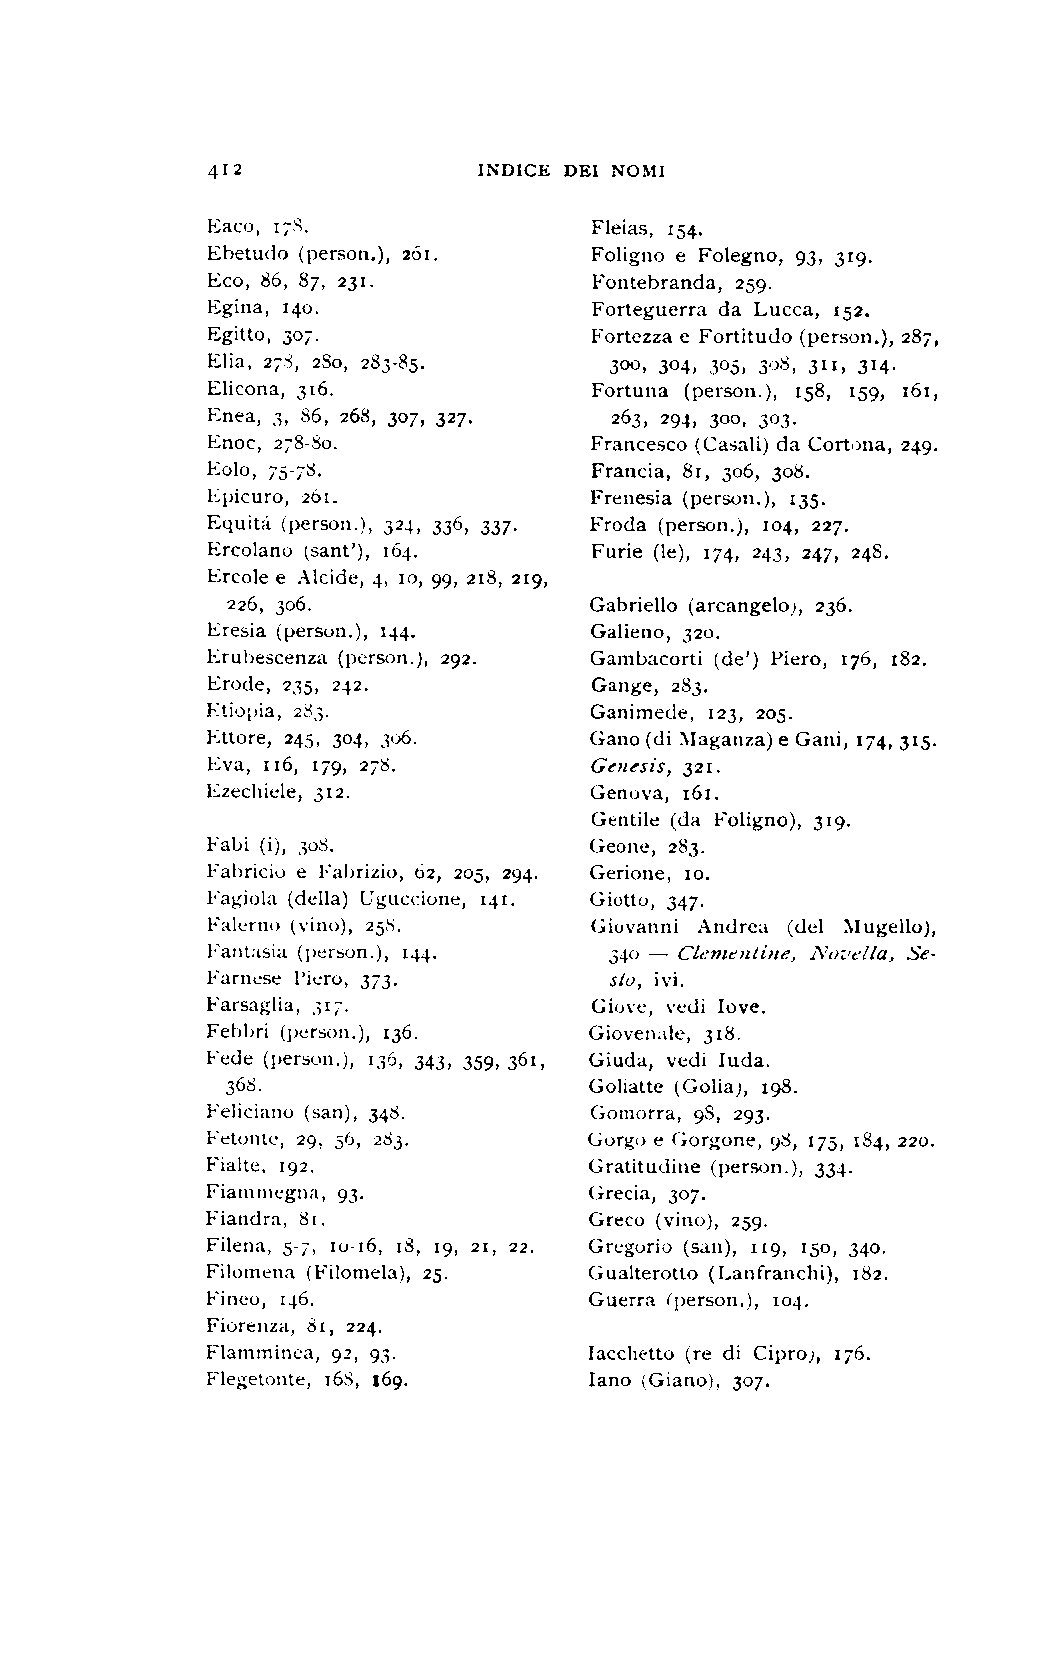 412 INDICE DEI NOMI
Eaco, 178.
Ebetudo (person.), 261.
Eco, 86, 87, 231.
Egina, 140.
Egitto, 307.
Elia, 278, 280, 283-85.
Elicona, 316.
Enea, 3, 86, 268, 307, 327.
Enoc, 278-80.
Eolo, 75-78.
Epicuro, 261.
Equitá (person.), 324, 336, 337.
Ercolano (sant'), 164.
Ercole e Alcide, 4, 10, 99, 218, 219,
226, 306.
Eresia (person.), 144.
Erubescenza (person.), 292.
Erode, 235, 242.
Etiopia, 283.
Ettore, 245, 304, 306.
Eva, 116, 179, 278.
Ezechiele, 312.
Fabi (i), 308.
Fabricio e Fabrizio, 62, 205, 294.
Fagiola (della) Uguccione, 141.
Falerno (vino), 258.
Fantasia (person.), 144.
Farnese Piero, 373.
Farsaglia, 317.
Febbri (person.), 136.
Fede (person.), 136, 343, 359, 361,
368.
Feliciano (san), 348.
Fetonte, 29, 56, 283.
Fialte, 192.
Fiammegna, 93.
Fiandra, 81.
Filena, 5-7, 10-16, 18, 19, 21, 22.
Filomena (Filomela), 25.
Fineo, 146.
Fiorenza, 81, 224.
Flamminea, 92, 93.
Flegetonte, 168, 169.
Fleias, 154.
Foligno e Folegno, 93, 319.
Fontebranda, 259.
Forteguerra da Lucca, 152.
Fortezza e Fortitudo (person.), 287,
300, 304, 305, 308, 311, 314.
Fortuna (person.), 158, 159, 161,
263, 294, 300, 303.
Francesco (Casali) da Cortona, 249.
Francia, 81, 306, 308.
Frenesia (person.), 135.
Froda (person.), 104, 227.
Furie (le), 174, 243, 247, 248.
Gabriello (arcangelo), 236.
Galieno, 320.
Gambacorti (de') Piero, 176, 182.
Gange, 283.
Ganimede, 123, 205.
Gano (di Maganza) e Gani, 174, 315.
Genesis, 321.
Genova, 161.
Gentile (da Foligno), 319.
Geone, 283.
Gerione, 10.
Giotto, 347.
Giovanni Andrea (del Mugello),
340 — Clementine, Novella, Se-
sto, ivi.
Giove, vedi Iove.
Giovenale, 318.
Giuda, vedi Iuda.
Goliatte (Golia), 198.
Gomorra, 98, 293.
Gorgo e Gorgone, 98, 175, 184, 220.
Gratitudine (person.), 334.
Grecia, 307.
Greco (vino), 259.
Gregorio (san), 119, 150, 340.
Gualterotto (Lanfranchi), 182.
Guerra (person.), 104.
Iacchetto (re di Cipro), 176.
Iano (Giano), 307.